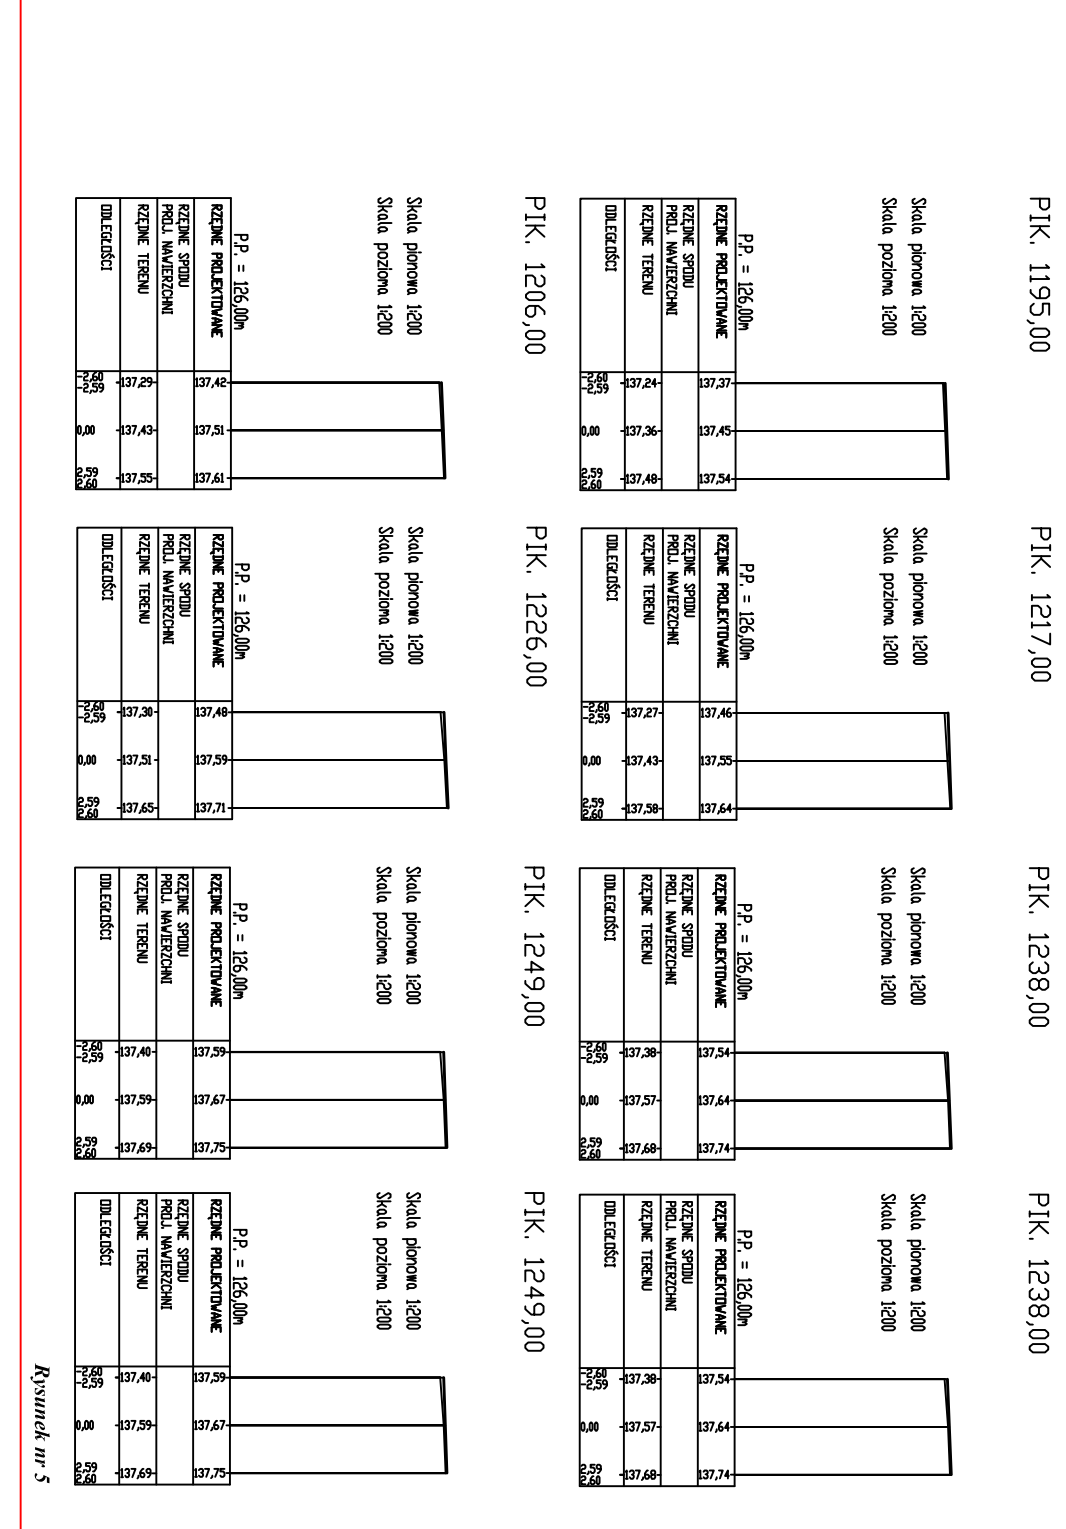 PIK. 1195,00
Skala pionowa 1:200
Skala pozioma 1:200
P.P. = 126,00m
RZĘDNE PROJEKTOWANE 137,37 137,45 137,54
RZĘDNE SPODU
PROJ. NAWIERZCHNI
RZĘDNE TERENU 137,24 137,36 137,48
ODLEGŁOŚCI -2,60 -2,59 0,00 2,59 2,60
PIK. 1217,00
Skala pionowa 1:200
Skala pozioma 1:200
P.P. = 126,00m
RZĘDNE PROJEKTOWANE 137,46 137,55 137,64
RZĘDNE SPODU
PROJ. NAWIERZCHNI
RZĘDNE TERENU 137,27 137,43 137,58
ODLEGŁOŚCI -2,60 -2,59 0,00 2,59 2,60
PIK. 1238,00
Skala pionowa 1:200
Skala pozioma 1:200
P.P. = 126,00m
RZĘDNE PROJEKTOWANE 137,54 137,64 137,74
RZĘDNE SPODU
PROJ. NAWIERZCHNI
RZĘDNE TERENU 137,38 137,57 137,68
ODLEGŁOŚCI -2,60 -2,59 0,00 2,59 2,60
PIK. 1238,00
Skala pionowa 1:200
Skala pozioma 1:200
P.P. = 126,00m
RZĘDNE PROJEKTOWANE 137,54 137,64 137,74
RZĘDNE SPODU
PROJ. NAWIERZCHNI
RZĘDNE TERENU 137,38 137,57 137,68
ODLEGŁOŚCI -2,60 -2,59 0,00 2,59 2,60
PIK. 1206,00
Skala pionowa 1:200
Skala pozioma 1:200
P.P. = 126,00m
RZĘDNE PROJEKTOWANE 137,42 137,51 137,61
RZĘDNE SPODU
PROJ. NAWIERZCHNI
RZĘDNE TERENU 137,29 137,43 137,55
ODLEGŁOŚCI -2,60 -2,59 0,00 2,59 2,60
PIK. 1226,00
Skala pionowa 1:200
Skala pozioma 1:200
P.P. = 126,00m
RZĘDNE PROJEKTOWANE 137,48 137,59 137,71
RZĘDNE SPODU
PROJ. NAWIERZCHNI
RZĘDNE TERENU 137,30 137,51 137,65
ODLEGŁOŚCI -2,60 -2,59 0,00 2,59 2,60
PIK. 1249,00
Skala pionowa 1:200
Skala pozioma 1:200
P.P. = 126,00m
RZĘDNE PROJEKTOWANE 137,59 137,67 137,75
RZĘDNE SPODU
PROJ. NAWIERZCHNI
RZĘDNE TERENU 137,40 137,59 137,69
ODLEGŁOŚCI -2,60 -2,59 0,00 2,59 2,60
PIK. 1249,00
Skala pionowa 1:200
Skala pozioma 1:200
P.P. = 126,00m
RZĘDNE PROJEKTOWANE 137,59 137,67 137,75
RZĘDNE SPODU
PROJ. NAWIERZCHNI
RZĘDNE TERENU 137,40 137,59 137,69
ODLEGŁOŚCI -2,60 -2,59 0,00 2,59 2,60
Rysunek nr 5